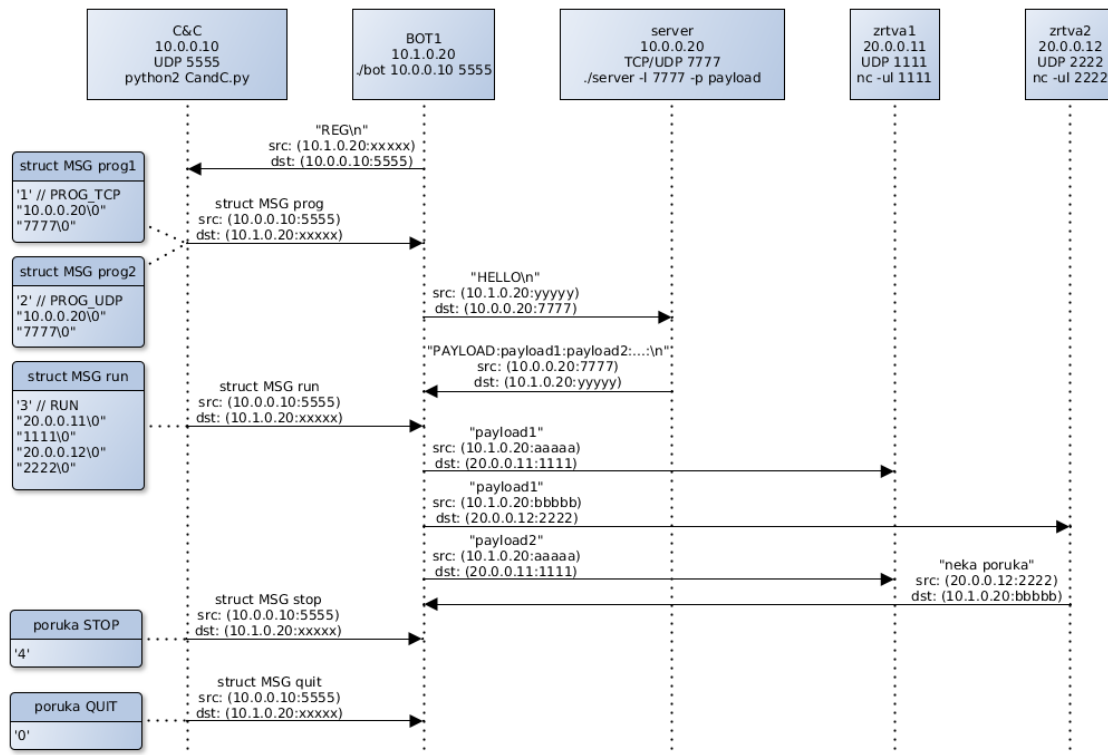 C&C
10.0.0.10
UDP 5555
python2 CandC.py
BOT1
10.1.0.20
./bot 10.0.0.10 5555
server
10.0.0.20
TCP/UDP 7777
./server -l 7777 -p payload
zrtva1
20.0.0.11
UDP 1111
nc -ul 1111
zrtva2
20.0.0.12
UDP 2222
nc -ul 2222
"REG\n"
src: (10.1.0.20:xxxxx)
dst: (10.0.0.10:5555)
struct MSG prog1
'1' // PROG_TCP
"10.0.0.20\0"
"7777\0"
struct MSG prog
src: (10.0.0.10:5555)
dst: (10.1.0.20:xxxxx)
struct MSG prog2
'2' // PROG_UDP
"10.0.0.20\0"
"7777\0"
"HELLO\n"
src: (10.1.0.20:yyyyy)
dst: (10.0.0.20:7777)
"PAYLOAD:payload1:payload2:...:\n"
src: (10.0.0.20:7777)
dst: (10.1.0.20:yyyyy)
struct MSG run
'3' // RUN
"20.0.0.11\0"
"1111\0"
"20.0.0.12\0"
"2222\0"
struct MSG run
src: (10.0.0.10:5555)
dst: (10.1.0.20:xxxxx)
"payload1"
src: (10.1.0.20:aaaaa)
dst: (20.0.0.11:1111)
"payload1"
src: (10.1.0.20:bbbbb)
dst: (20.0.0.12:2222)
"payload2"
src: (10.1.0.20:aaaaa)
dst: (20.0.0.11:1111)
"neka poruka"
src: (20.0.0.12:2222)
dst: (10.1.0.20:bbbbb)
poruka STOP
'4'
struct MSG stop
src: (10.0.0.10:5555)
dst: (10.1.0.20:xxxxx)
poruka QUIT
'0'
struct MSG quit
src: (10.0.0.10:5555)
dst: (10.1.0.20:xxxxx)